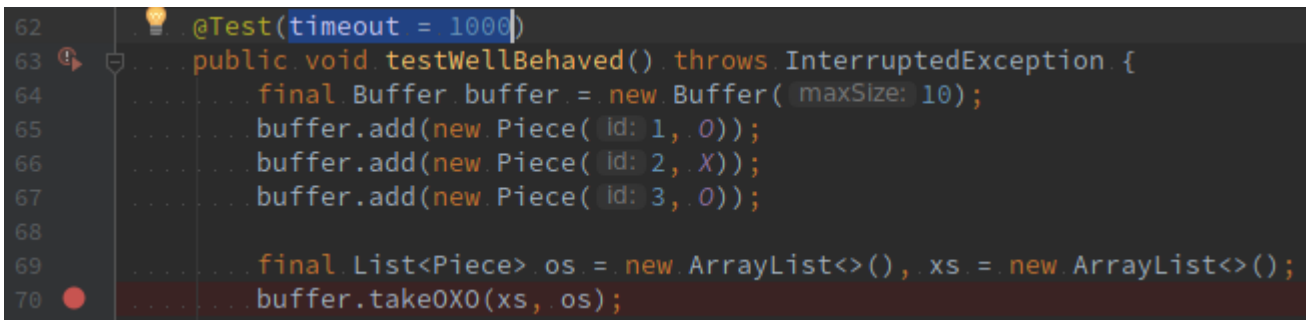 62 @Test(timeout = 1000)
63 public void testWellBehaved() throws InterruptedException {
64 final Buffer buffer = new Buffer( maxSize: 10);
65 buffer.add(new Piece( id: 1, O));
66 buffer.add(new Piece( id: 2, X));
67 buffer.add(new Piece( id: 3, O));
68
69 final List<Piece> os = new ArrayList<>(), xs = new ArrayList<>();
70 buffer.takeOXO(xs, os);